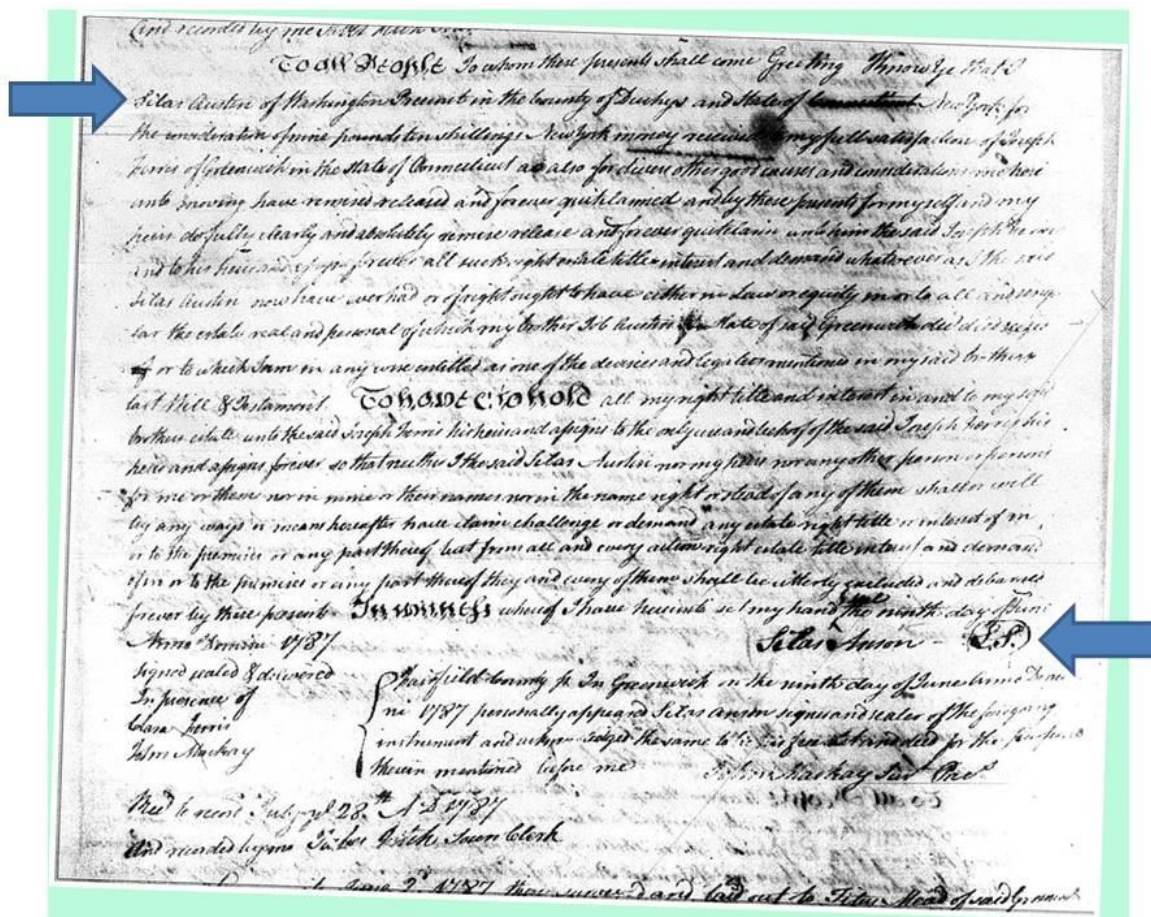 And recorded by me
To all People To whom these presents shall come Greeting Know Ye that I
Silas Austin of Washington Precinct in the County of Duchys and State of Connecticut New York for
the consideration of nine pounds ten shillings New York money received to my full satisfaction of Joseph
Ferris of Greenwich in the State of Connecticut as also for divers other good causes and considerations me here
unto moving have remised released and forever quitclaimed and by these presents for myself and my
heirs do fully clearly and absolutely remise release and forever quitclaim unto him the said Joseph Ferris
and to his heirs and assigns forever all such right estate title interest and demand whatsoever as I the said
Silas Austin now have ever had or of right ought to have either in Law or equity in or to all and singu
lar the estate real and personal of which my brother Job Austin late of said Greenwich did died seized
of or to which I am in any wise entitled as one of the devisees and legatees mentioned in my said brothers
last Will & Testament To have & to hold all my right title and interest in and to my said
brothers estate unto the said Joseph Ferris his heirs and assigns to the only use and behoof of the said Joseph Ferris his
heirs and assigns forever so that neither I the said Silas Austin nor my heirs nor any other person or persons
for me or them nor in mine or their names nor in the name right or stead of any of them shall or will
by any ways or means hereafter have claim challenge or demand any estate right title or interest of in
or to the premises or any part thereof but from all and every action right estate title interest and demand
of in or to the premises or any part thereof they and every of them shall be utterly excluded and debarred
forever by these presents In witness whereof I have hereunto set my hand & seal the ninth day of June
Anno Domini 1787
Silas Anson - L.S.
signed sealed & delivered
In presence of
Clara Ferris
John Mackay
Fairfield County ss In Greenwich on the ninth day of June Anno Domi
ni 1787 personally appeared Silas Anson signer and sealer of the foregoing
instrument and acknowledged the same to be his free act and deed for the purposes
therein mentioned before me John Mackay Just Pace
Rec'd to record July 28th A D 1787
And recorded by me Jabez Fitch Town Clerk
1787 then surveyed and laid out to Titus Mead of said Greenwich